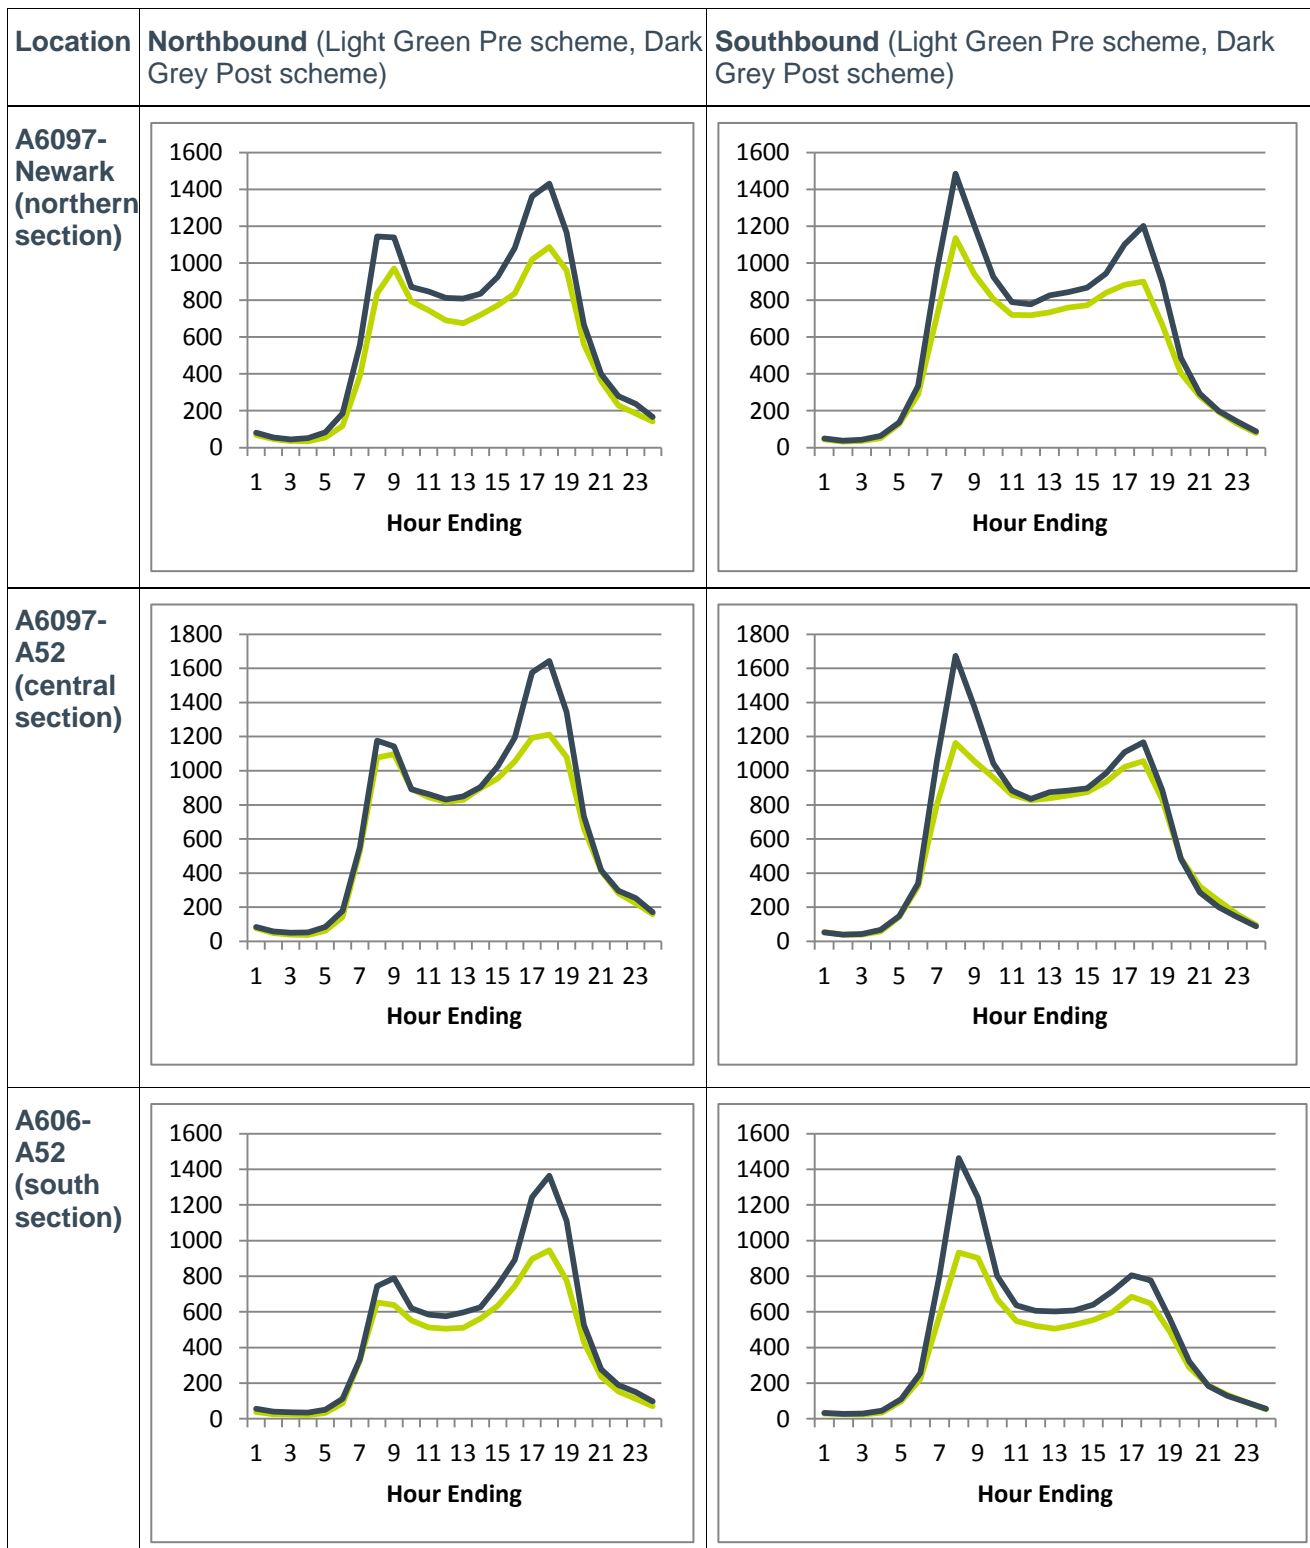 Location
Northbound (Light Green Pre scheme, Dark
Grey Post scheme)
Southbound (Light Green Pre scheme, Dark
Grey Post scheme)
A6097-
Newark
(northern
section)
1600
1400
1200
1000
800
600
400
200
0
1 3 5 7 9 11 13 15 17 19 21 23
Hour Ending
1600
1400
1200
1000
800
600
400
200
0
1 3 5 7 9 11 13 15 17 19 21 23
Hour Ending
A6097-
A52
(central
section)
1800
1600
1400
1200
1000
800
600
400
200
0
1 3 5 7 9 11 13 15 17 19 21 23
Hour Ending
1800
1600
1400
1200
1000
800
600
400
200
0
1 3 5 7 9 11 13 15 17 19 21 23
Hour Ending
A606-
A52
(south
section)
1600
1400
1200
1000
800
600
400
200
0
1 3 5 7 9 11 13 15 17 19 21 23
Hour Ending
1600
1400
1200
1000
800
600
400
200
0
1 3 5 7 9 11 13 15 17 19 21 23
Hour Ending